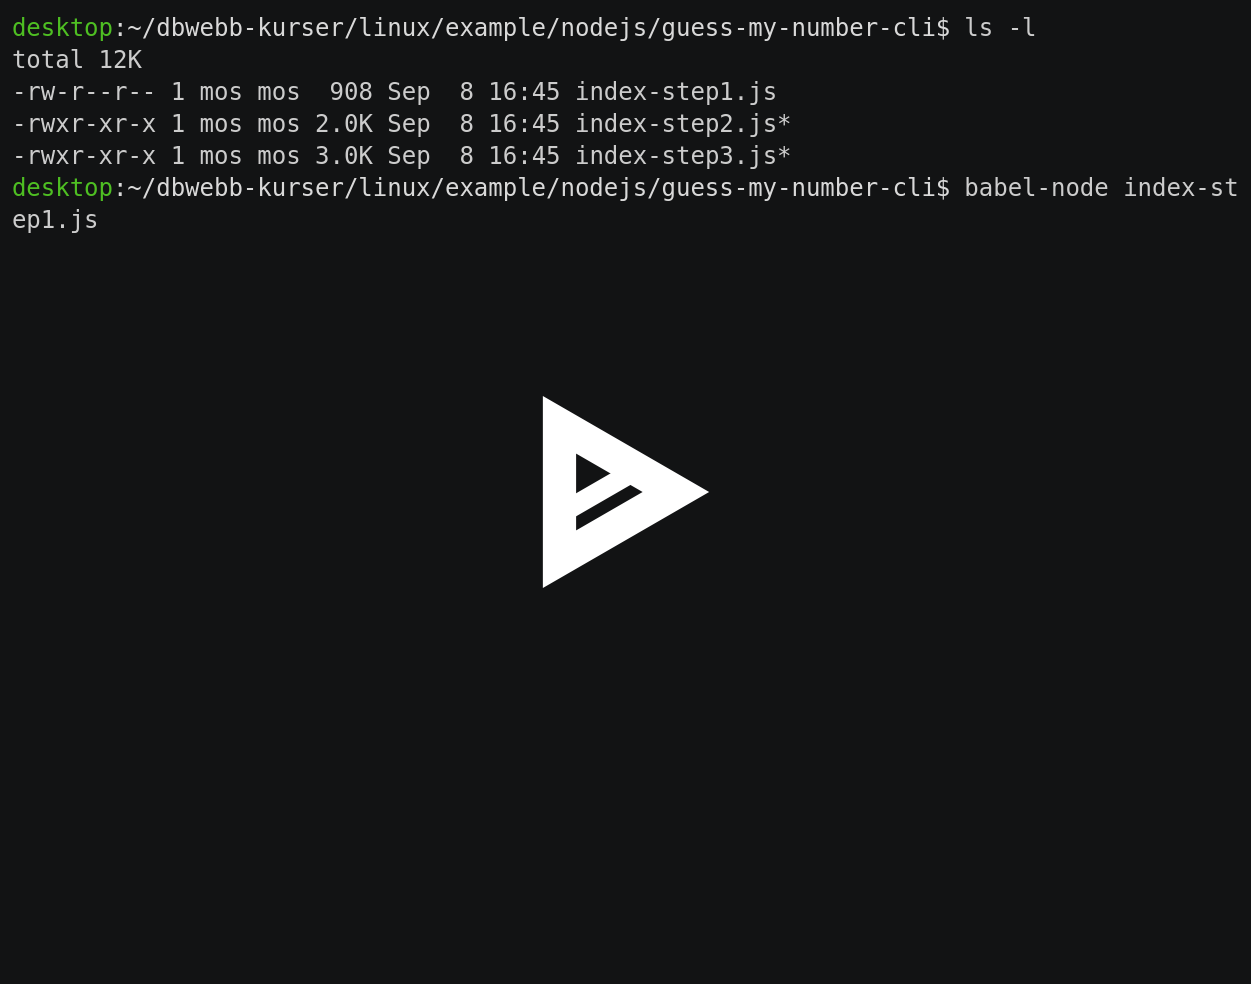 desktop:~/dbwebb-kurser/linux/example/nodejs/guess-my-number-cli$ ls -l
total 12K
-rw-r--r-- 1 mos mos  908 Sep  8 16:45 index-step1.js
-rwxr-xr-x 1 mos mos 2.0K Sep  8 16:45 index-step2.js*
-rwxr-xr-x 1 mos mos 3.0K Sep  8 16:45 index-step3.js*
desktop:~/dbwebb-kurser/linux/example/nodejs/guess-my-number-cli$ babel-node index-st
ep1.js